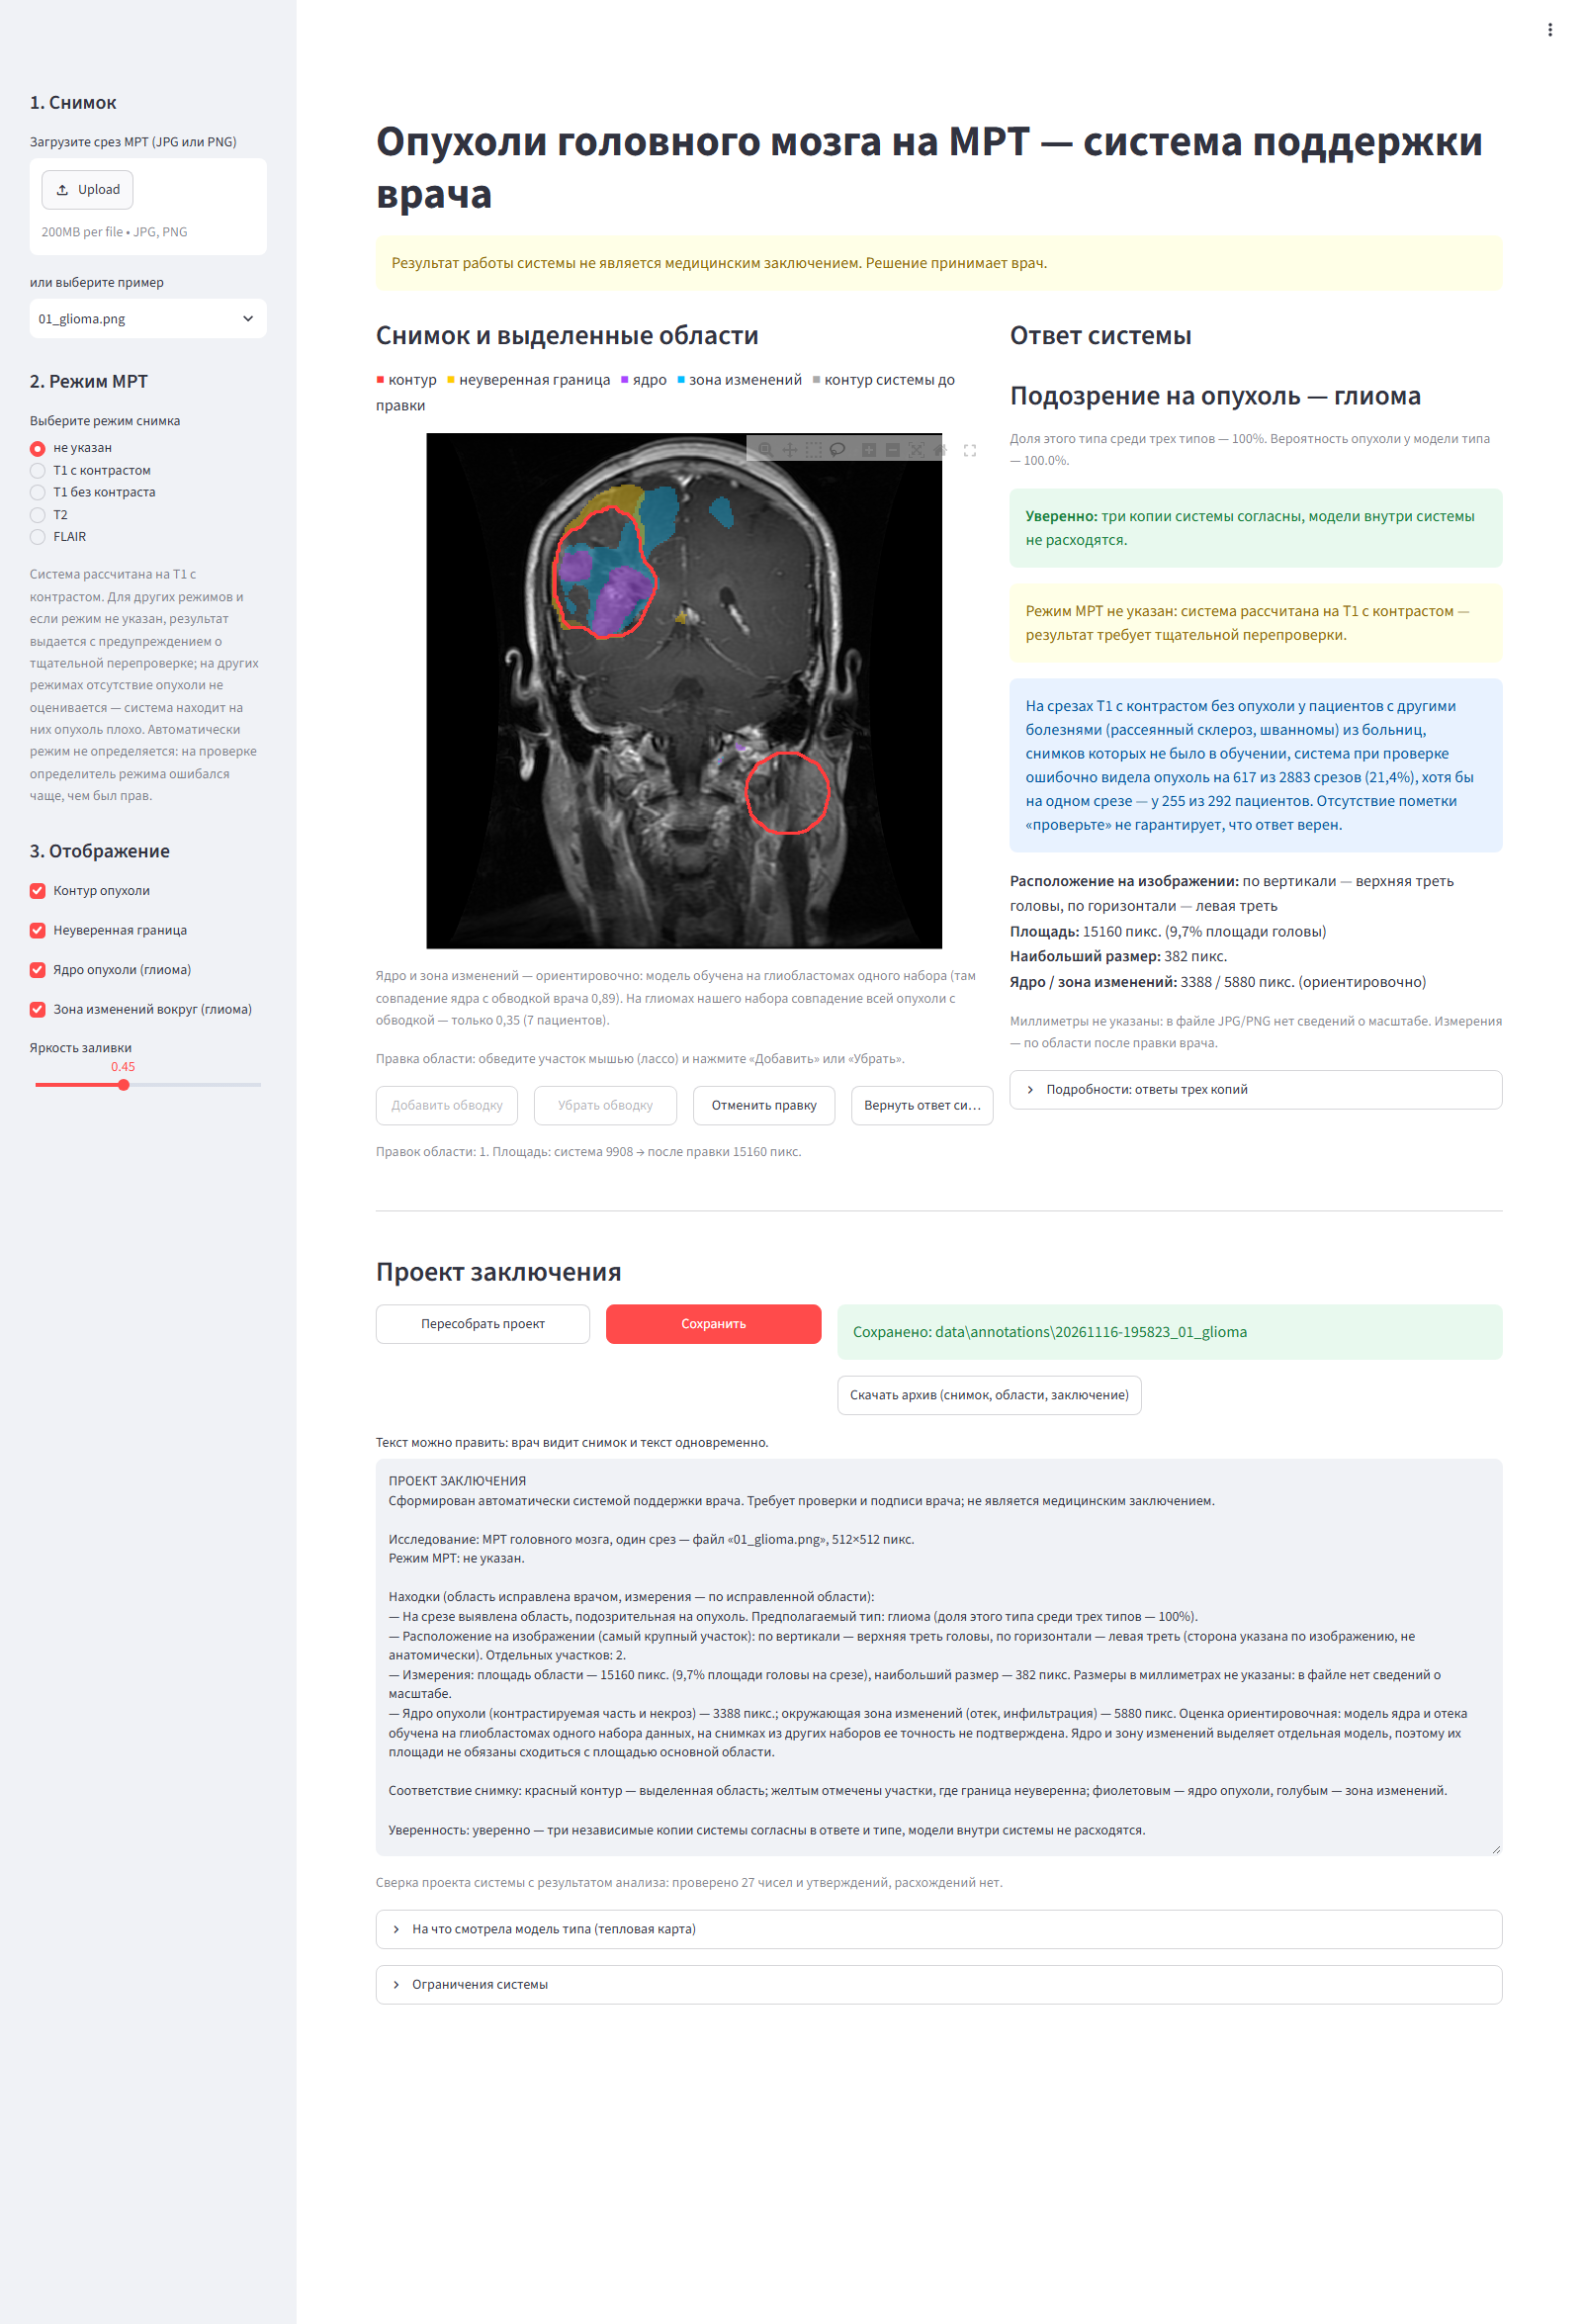 1. Снимок
Загрузите срез МРТ (JPG или PNG)
Upload
200MB per file • JPG, PNG
или выберите пример
01_glioma.png
2. Режим МРТ
Выберите режим снимка
не указан
T1 с контрастом
T1 без контраста
T2
FLAIR
Система рассчитана на T1 с
контрастом. Для других режимов и
если режим не указан, результат
выдается с предупреждением о
тщательной перепроверке; на других
режимах отсутствие опухоли не
оценивается — система находит на
них опухоль плохо. Автоматически
режим не определяется: на проверке
определитель режима ошибался
чаще, чем был прав.
3. Отображение
Контур опухоли
Неуверенная граница
Ядро опухоли (глиома)
Зона изменений вокруг (глиома)
Яркость заливки
0.45
Опухоли головного мозга на МРТ — система поддержки
врача
Результат работы системы не является медицинским заключением. Решение принимает врач.
Снимок и выделенные области
контур неуверенная граница ядро зона изменений контур системы до
правки
Ядро и зона изменений — ориентировочно: модель обучена на глиобластомах одного набора (там
совпадение ядра с обводкой врача 0,89). На глиомах нашего набора совпадение всей опухоли с
обводкой — только 0,35 (7 пациентов).
Правка области: обведите участок мышью (лассо) и нажмите «Добавить» или «Убрать».
Добавить обводку
Убрать обводку
Отменить правку
Вернуть ответ си…
Правок области: 1. Площадь: система 9908 → после правки 15160 пикс.
Ответ системы
Подозрение на опухоль — глиома
Доля этого типа среди трех типов — 100%. Вероятность опухоли у модели типа
— 100.0%.
Уверенно: три копии системы согласны, модели внутри системы
не расходятся.
Режим МРТ не указан: система рассчитана на T1 с контрастом —
результат требует тщательной перепроверки.
На срезах T1 с контрастом без опухоли у пациентов с другими
болезнями (рассеянный склероз, шванномы) из больниц,
снимков которых не было в обучении, система при проверке
ошибочно видела опухоль на 617 из 2883 срезов (21,4%), хотя бы
на одном срезе — у 255 из 292 пациентов. Отсутствие пометки
«проверьте» не гарантирует, что ответ верен.
Расположение на изображении: по вертикали — верхняя треть
головы, по горизонтали — левая треть
Площадь: 15160 пикс. (9,7% площади головы)
Наибольший размер: 382 пикс.
Ядро / зона изменений: 3388 / 5880 пикс. (ориентировочно)
Миллиметры не указаны: в файле JPG/PNG нет сведений о масштабе. Измерения
— по области после правки врача.
Подробности: ответы трех копий
Проект заключения
Пересобрать проект
Сохранить
Сохранено: data\annotations\20261116-195823_01_glioma
Скачать архив (снимок, области, заключение)
Текст можно править: врач видит снимок и текст одновременно.
ПРОЕКТ ЗАКЛЮЧЕНИЯ
Сформирован автоматически системой поддержки врача. Требует проверки и подписи врача; не является медицинским заключением.
Исследование: МРТ головного мозга, один срез — файл «01_glioma.png», 512×512 пикс.
Режим МРТ: не указан.
Находки (область исправлена врачом, измерения — по исправленной области):
— На срезе выявлена область, подозрительная на опухоль. Предполагаемый тип: глиома (доля этого типа среди трех типов — 100%).
— Расположение на изображении (самый крупный участок): по вертикали — верхняя треть головы, по горизонтали — левая треть (сторона указана по изображению, не
анатомически). Отдельных участков: 2.
— Измерения: площадь области — 15160 пикс. (9,7% площади головы на срезе), наибольший размер — 382 пикс. Размеры в миллиметрах не указаны: в файле нет сведений о
масштабе.
— Ядро опухоли (контрастируемая часть и некроз) — 3388 пикс.; окружающая зона изменений (отек, инфильтрация) — 5880 пикс. Оценка ориентировочная: модель ядра и отека
обучена на глиобластомах одного набора данных, на снимках из других наборов ее точность не подтверждена. Ядро и зону изменений выделяет отдельная модель, поэтому их
площади не обязаны сходиться с площадью основной области.
Соответствие снимку: красный контур — выделенная область; желтым отмечены участки, где граница неуверенна; фиолетовым — ядро опухоли, голубым — зона изменений.
Уверенность: уверенно — три независимые копии системы согласны в ответе и типе, модели внутри системы не расходятся.
Сверка проекта системы с результатом анализа: проверено 27 чисел и утверждений, расхождений нет.
На что смотрела модель типа (тепловая карта)
Ограничения системы